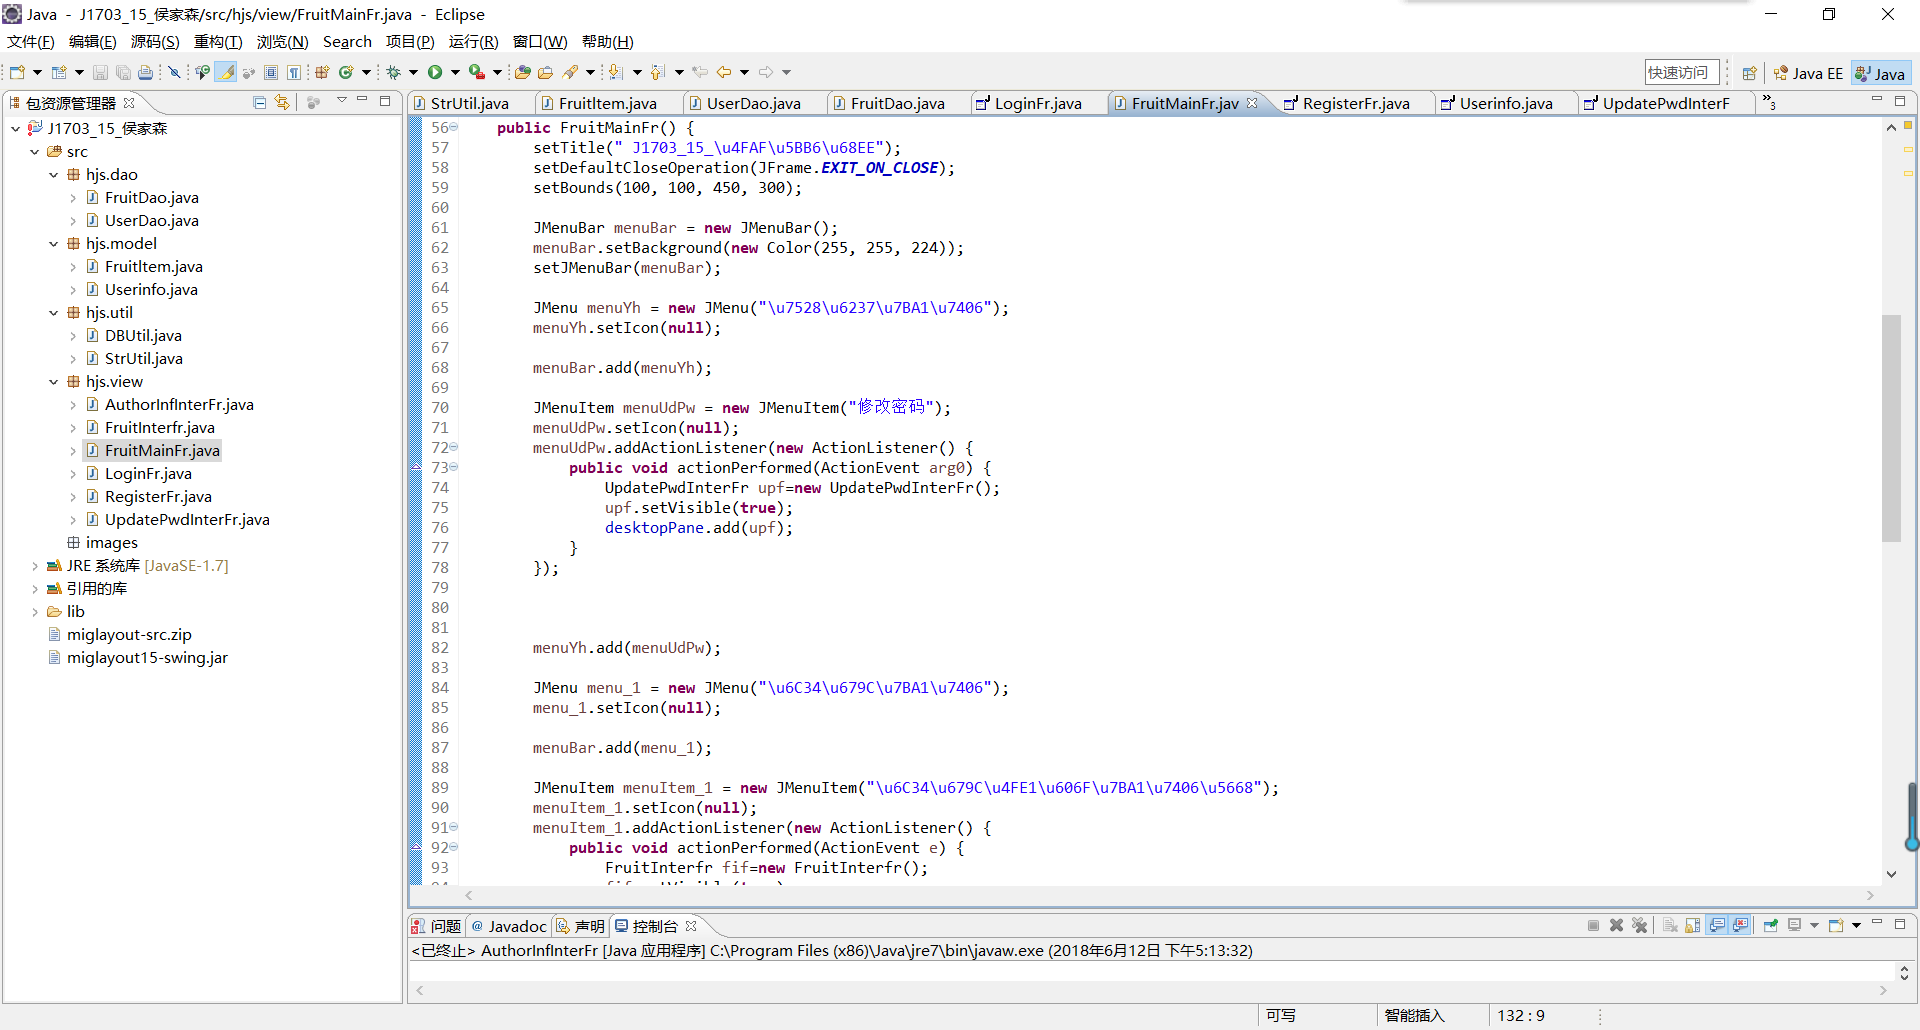 Java - J1703_15_侯家森/src/hjs/view/FruitMainFr.java - Eclipse
文件(F) 编辑(E) 源码(S) 重构(T) 浏览(N) Search 项目(P) 运行(R) 窗口(W) 帮助(H)
快速访问 Java EE Java
包资源管理器
J1703_15_侯家森
src
hjs.dao
FruitDao.java
UserDao.java
hjs.model
FruitItem.java
Userinfo.java
hjs.util
DBUtil.java
StrUtil.java
hjs.view
AuthorInfInterFr.java
FruitInterfr.java
FruitMainFr.java
LoginFr.java
RegisterFr.java
UpdatePwdInterFr.java
images
JRE 系统库 [JavaSE-1.7]
引用的库
lib
miglayout-src.zip
miglayout15-swing.jar
StrUtil.java FruitItem.java UserDao.java FruitDao.java LoginFr.java FruitMainFr.jav RegisterFr.java Userinfo.java UpdatePwdInterF »3
56 public FruitMainFr() {
57 setTitle(" J1703_15_\u4FAF\u5BB6\u68EE");
58 setDefaultCloseOperation(JFrame.EXIT_ON_CLOSE);
59 setBounds(100, 100, 450, 300);
60
61 JMenuBar menuBar = new JMenuBar();
62 menuBar.setBackground(new Color(255, 255, 224));
63 setJMenuBar(menuBar);
64
65 JMenu menuYh = new JMenu("\u7528\u6237\u7BA1\u7406");
66 menuYh.setIcon(null);
67
68 menuBar.add(menuYh);
69
70 JMenuItem menuUdPw = new JMenuItem("修改密码");
71 menuUdPw.setIcon(null);
72 menuUdPw.addActionListener(new ActionListener() {
73 public void actionPerformed(ActionEvent arg0) {
74 UpdatePwdInterFr upf=new UpdatePwdInterFr();
75 upf.setVisible(true);
76 desktopPane.add(upf);
77 }
78 });
79
80
81
82 menuYh.add(menuUdPw);
83
84 JMenu menu_1 = new JMenu("\u6C34\u679C\u7BA1\u7406");
85 menu_1.setIcon(null);
86
87 menuBar.add(menu_1);
88
89 JMenuItem menuItem_1 = new JMenuItem("\u6C34\u679C\u4FE1\u606F\u7BA1\u7406\u5668");
90 menuItem_1.setIcon(null);
91 menuItem_1.addActionListener(new ActionListener() {
92 public void actionPerformed(ActionEvent e) {
93 FruitInterfr fif=new FruitInterfr();
问题 @ Javadoc 声明 控制台
<已终止> AuthorInfInterFr [Java 应用程序] C:\Program Files (x86)\Java\jre7\bin\javaw.exe (2018年6月12日 下午5:13:32)
可写 智能插入 132 : 9